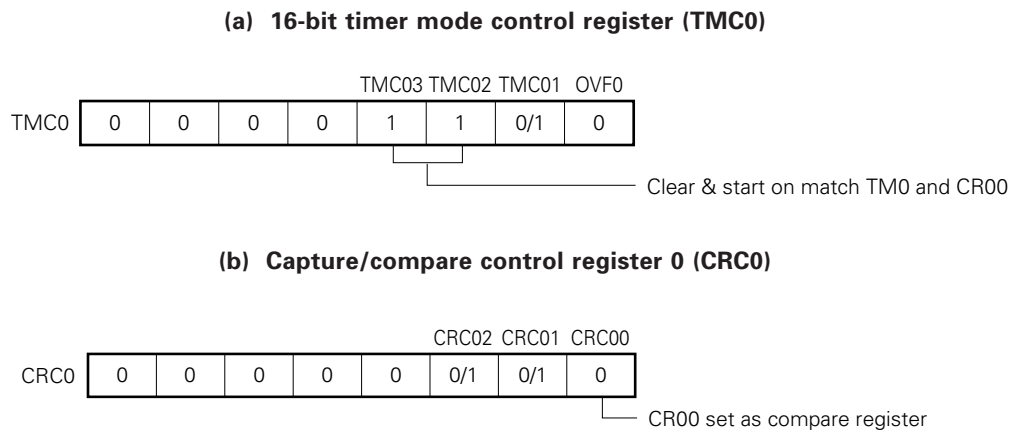 (a) 16-bit timer mode control register (TMC0)
TMC03 TMC02 TMC01 OVF0
TMC0 0 0 0 0 1 1 0/1 0
Clear & start on match TM0 and CR00
(b) Capture/compare control register 0 (CRC0)
CRC02 CRC01 CRC00
CRC0 0 0 0 0 0 0/1 0/1 0
CR00 set as compare register